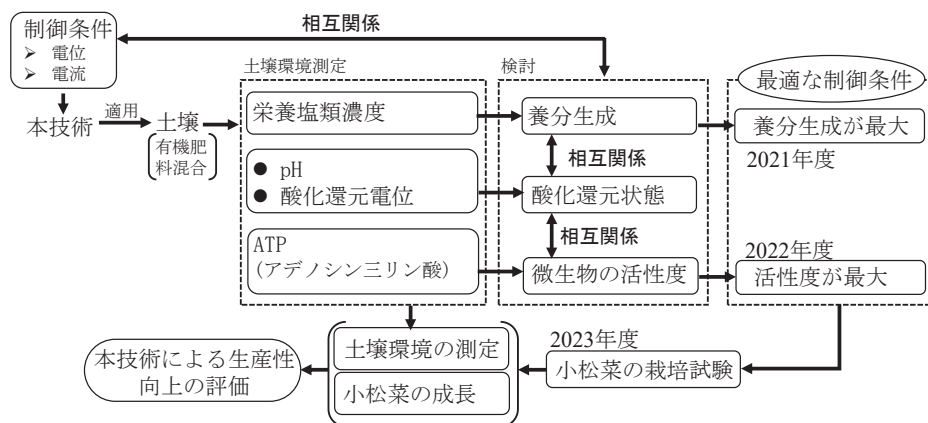 制御条件
➢ 電位
➢ 電流
相互関係
本技術
適用
土壌
有機肥
料混合
土壌環境測定
栄養塩類濃度
● pH
● 酸化還元電位
ATP
(アデノシン三リン酸)
検討
養分生成
相互関係
酸化還元状態
相互関係
微生物の活性度
最適な制御条件
養分生成が最大
2021年度
2022年度
活性度が最大
2023年度
小松菜の栽培試験
土壌環境の測定
小松菜の成長
本技術による生産性
向上の評価